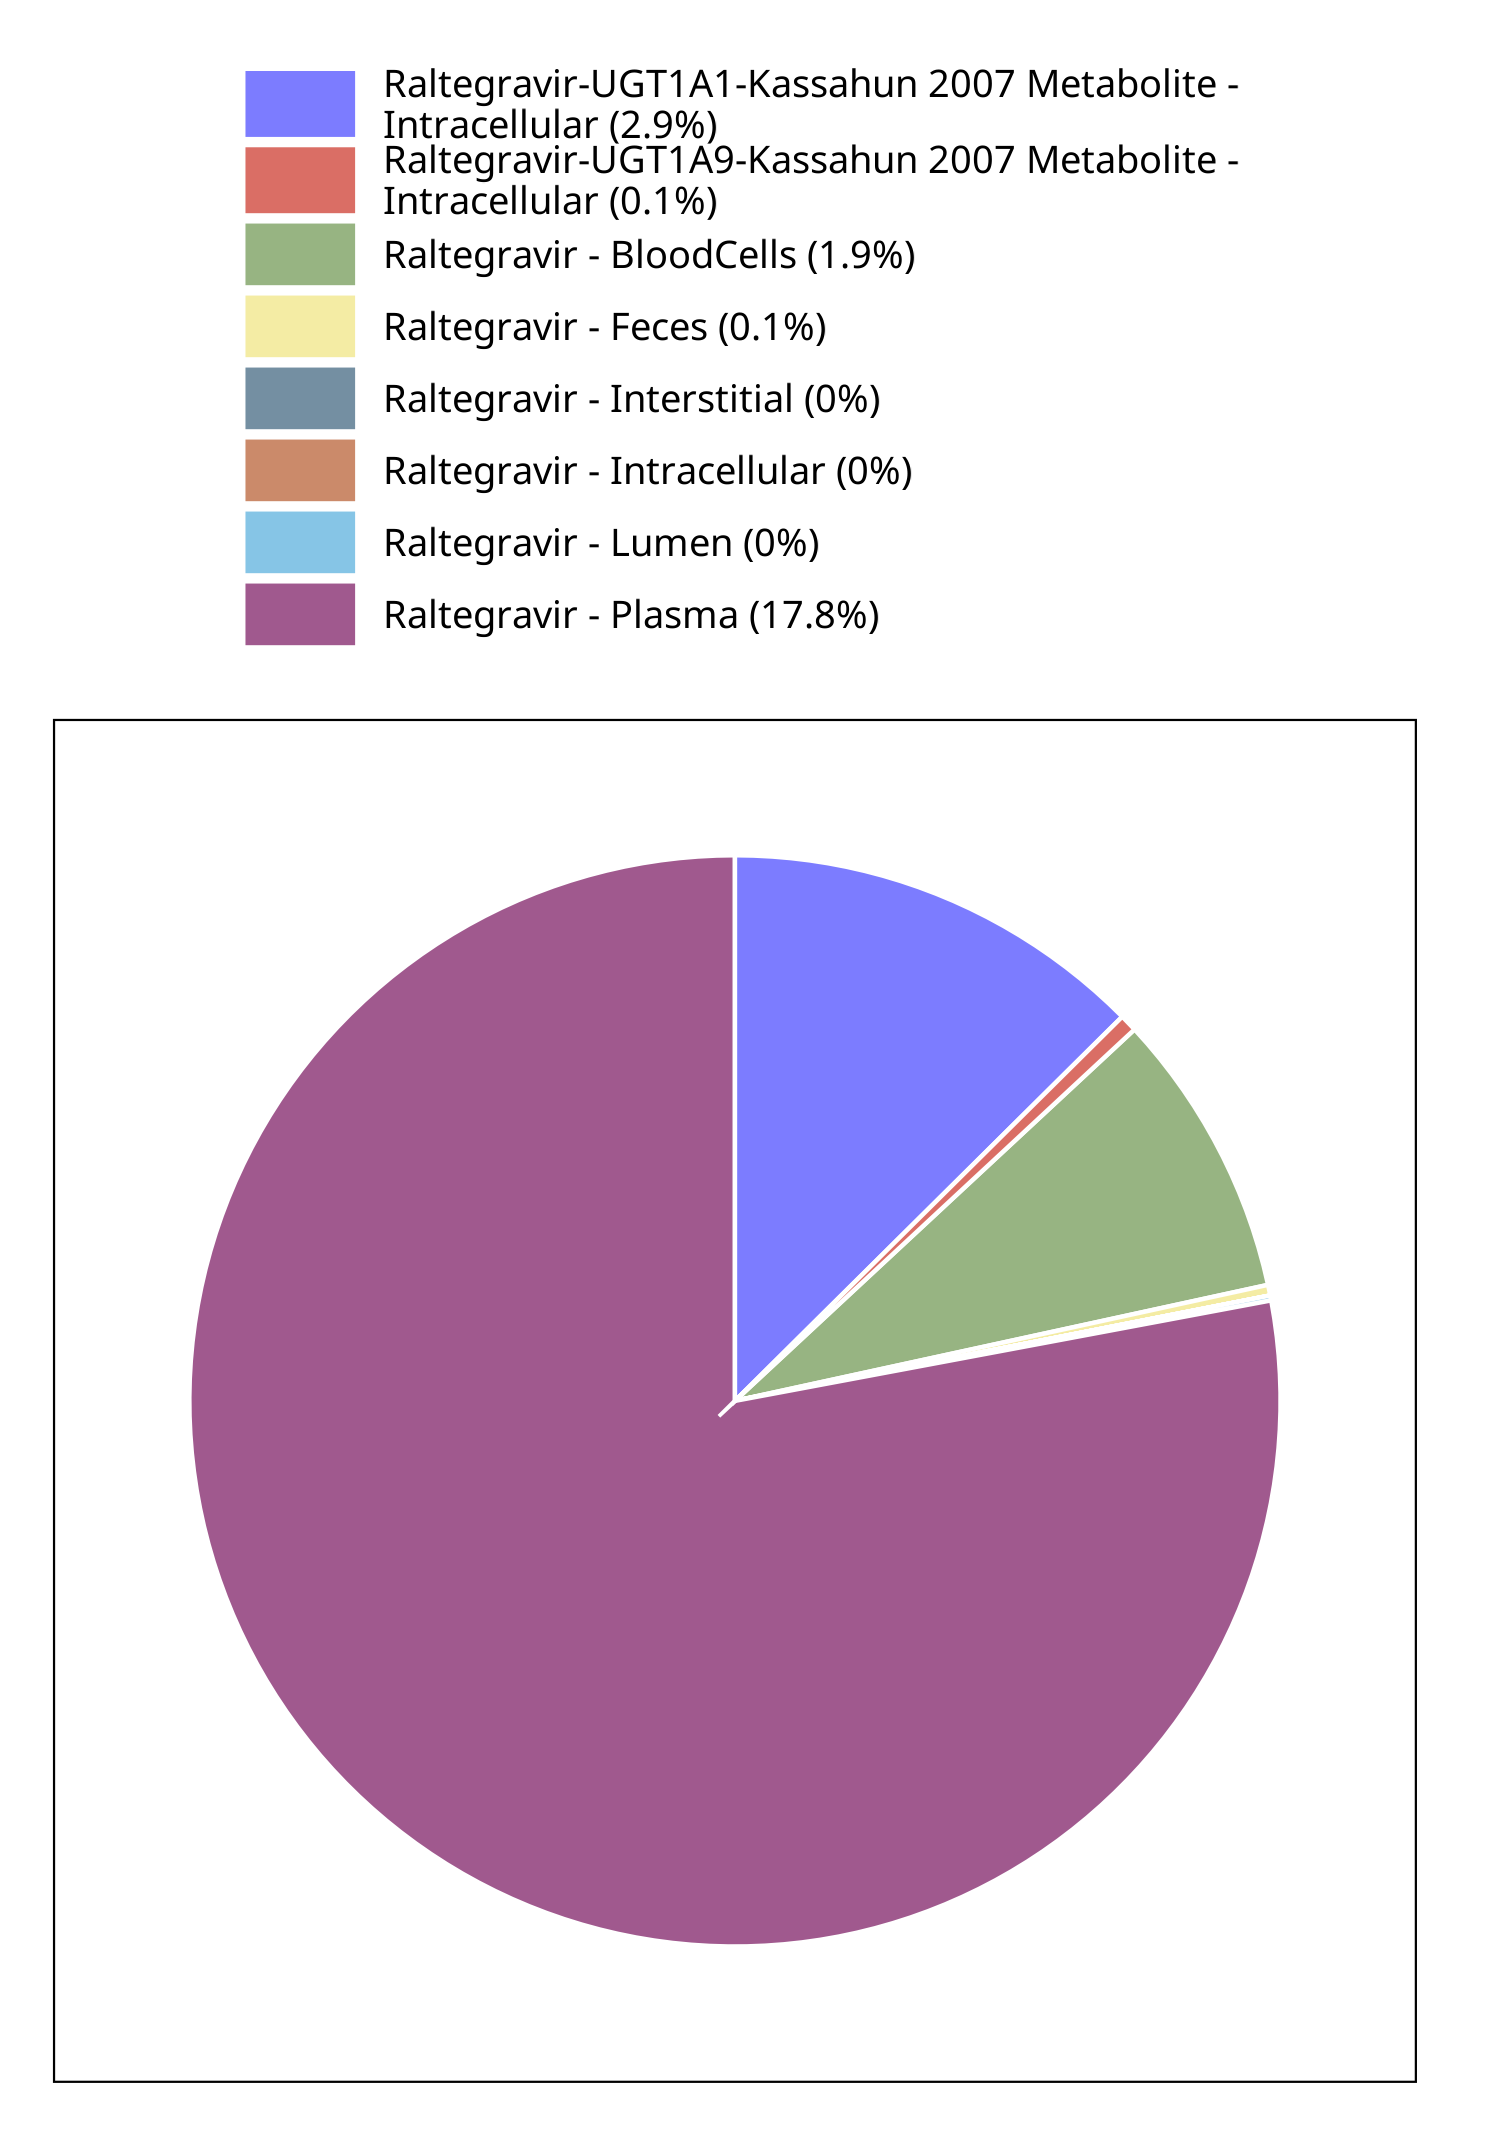 Raltegravir-UGT1A1-Kassahun 2007 Metabolite -
Intracellular (2.9%)
Raltegravir-UGT1A9-Kassahun 2007 Metabolite -
Intracellular (0.1%)
Raltegravir - BloodCells (1.9%)
Raltegravir - Feces (0.1%)
Raltegravir - Interstitial (0%)
Raltegravir - Intracellular (0%)
Raltegravir - Lumen (0%)
Raltegravir - Plasma (17.8%)